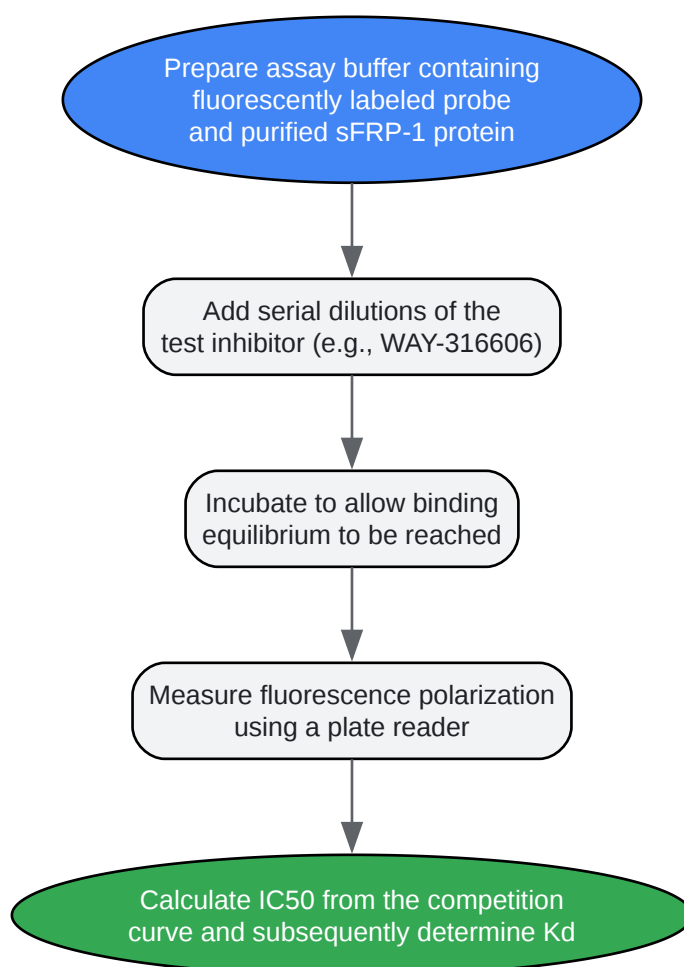 Prepare assay buffer containing
fluorescently labeled probe
and purified sFRP-1 protein
Add serial dilutions of the
test inhibitor (e.g., WAY-316606)
Incubate to allow binding
equilibrium to be reached
Measure fluorescence polarization
using a plate reader
Calculate IC50 from the competition
curve and subsequently determine Kd